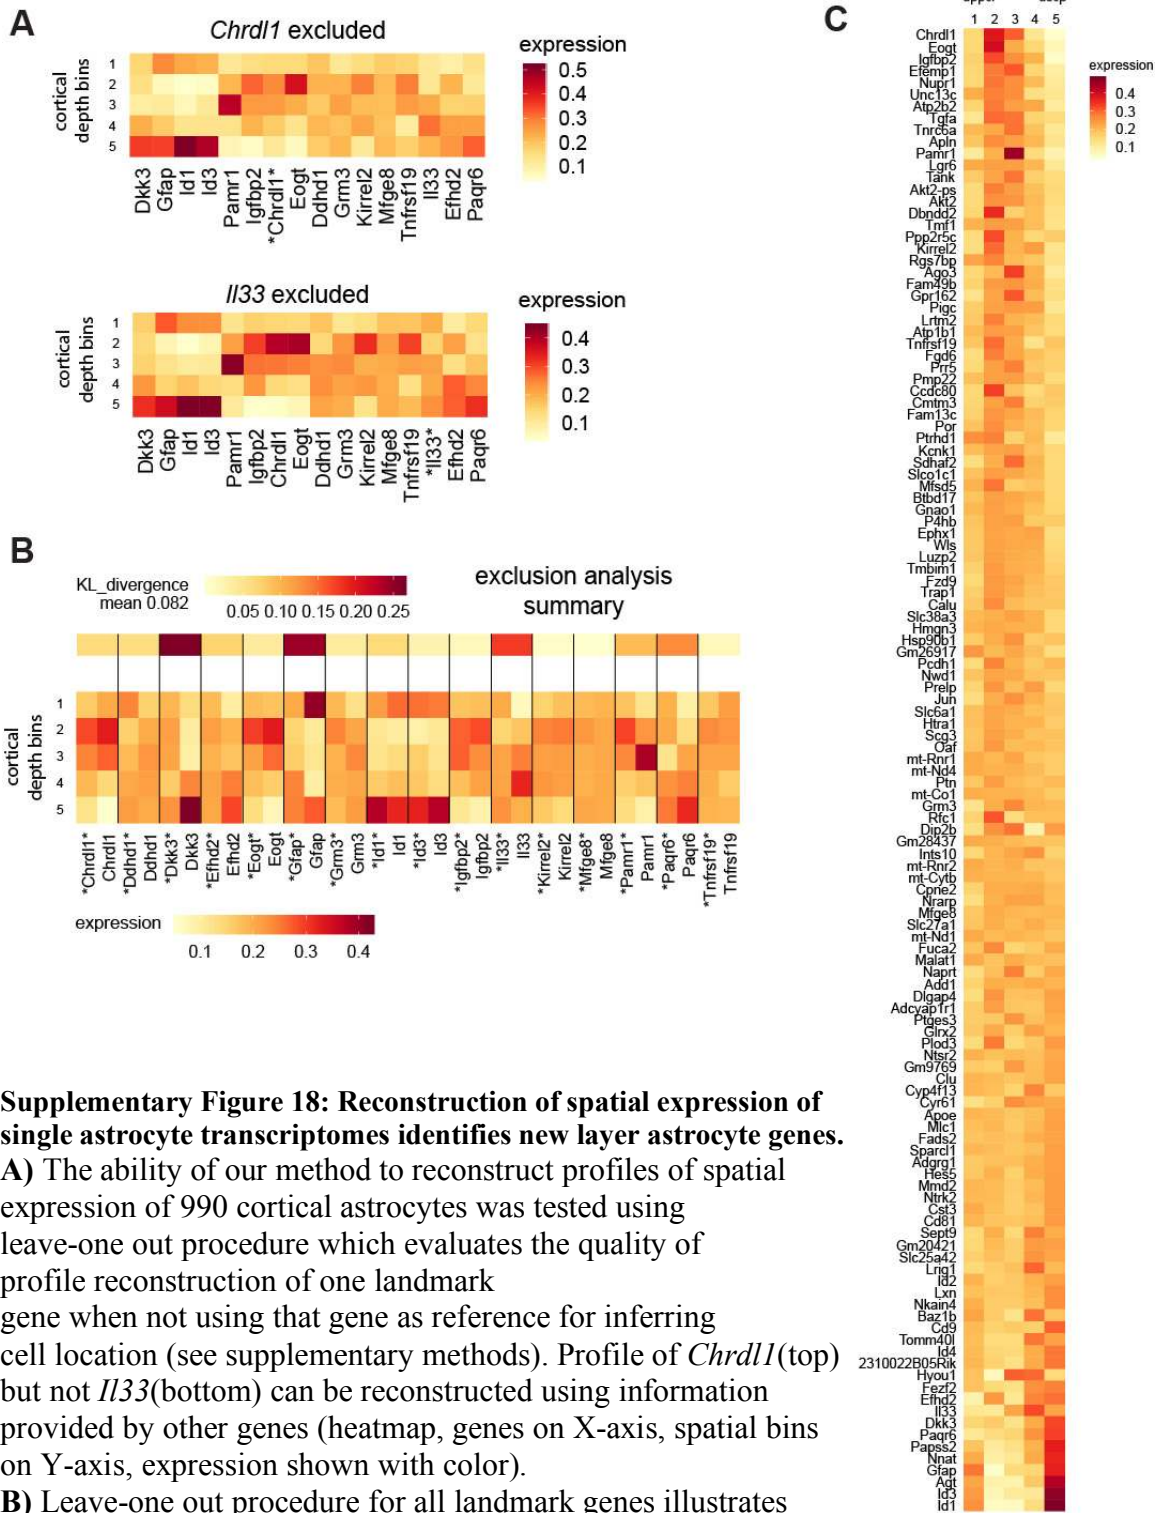 A
Chrdl1 excluded
expression
cortical
depth bins
1
2
3
4
5
0.5
0.4
0.3
0.2
0.1
Dkk3
Gfap
Id1
Id3
Pamr1
Igfbp2
*Chrdl1*
Eogt
Ddhd1
Grm3
Kirrel2
Mfge8
Tnfrsf19
Il33
Efhd2
Paqr6
Il33 excluded
expression
cortical
depth bins
1
2
3
4
5
0.4
0.3
0.2
0.1
Dkk3
Gfap
Id1
Id3
Pamr1
Igfbp2
Chrdl1
Eogt
Ddhd1
Grm3
Kirrel2
Mfge8
Tnfrsf19
*Il33*
Efhd2
Paqr6
B
KL_divergence
mean 0.082
0.05 0.10 0.15 0.20 0.25
exclusion analysis
summary
cortical
depth bins
1
2
3
4
5
*Chrdl1*
Chrdl1
*Ddhd1*
Ddhd1
*Dkk3*
Dkk3
*Efhd2*
Efhd2
*Eogt*
Eogt
*Gfap*
Gfap
*Grm3*
Grm3
*Id1*
Id1
*Id3*
Id3
*Igfbp2*
Igfbp2
*Il33*
Il33
*Kirrel2*
Kirrel2
*Mfge8*
Mfge8
*Pamr1*
Pamr1
*Paqr6*
Paqr6
*Tnfrsf19*
Tnfrsf19
expression
0.1 0.2 0.3 0.4
C
1 2 3 4 5
expression
0.4
0.3
0.2
0.1
Chrdl1
Eogt
Igfbp2
Efemp1
Nupr1
Unc13c
Atp2b2
Tgfa
Tnrc6a
Apln
Pamr1
Lgr6
Tank
Akt2-ps
Akt2
Dbndd2
Tmf1
Ppp2r5c
Kirrel2
Rgs7bp
Ago3
Fam49b
Gpr162
Pigc
Lrtm2
Atp1b1
Tnfrsf19
Fgd6
Prr5
Pmp22
Ccdc80
Cmtm3
Fam13c
Por
Ptrhd1
Kcnk1
Sdhaf2
Slco1c1
Mfsd5
Btbd17
Gnao1
P4hb
Ephx1
Wls
Luzp2
Tmbim1
Fzd9
Trap1
Calu
Slc38a3
Hmgn3
Hsp90b1
Gm26917
Pcdh1
Nwd1
Prelp
Jun
Slc6a1
Htra1
Scg3
Oaf
mt-Rnr1
mt-Nd4
Ptn
mt-Co1
Grm3
Rfc1
Dip2b
Gm28437
Ints10
mt-Rnr2
mt-Cytb
Cpne2
Nrarp
Mfge8
Slc27a1
mt-Nd1
Fuca2
Malat1
Naprt
Add1
Dlgap4
Adcyap1r1
Ptges3
Glrx2
Plod3
Ntsr2
Gm9769
Clu
Cyp4f13
Cyr61
Apoe
Mlc1
Fads2
Sparcl1
Adgrg1
Hes5
Mmd2
Ntrk2
Cst3
Cd81
Sept9
Gm20421
Slc25a42
Lrig1
Id2
Lxn
Nkain4
Baz1b
Cd9
Tomm40l
Id4
2310022B05Rik
Hyou1
Fezf2
Efhd2
Il33
Dkk3
Paqr6
Papss2
Nnat
Gfap
Agt
Id3
Id1
Supplementary Figure 18: Reconstruction of spatial expression of
single astrocyte transcriptomes identifies new layer astrocyte genes.
A) The ability of our method to reconstruct profiles of spatial
expression of 990 cortical astrocytes was tested using
leave-one out procedure which evaluates the quality of
profile reconstruction of one landmark
gene when not using that gene as reference for inferring
cell location (see supplementary methods). Profile of Chrdl1(top)
but not Il33(bottom) can be reconstructed using information
provided by other genes (heatmap, genes on X-axis, spatial bins
on Y-axis, expression shown with color).
B) Leave-one out procedure for all landmark genes illustrates